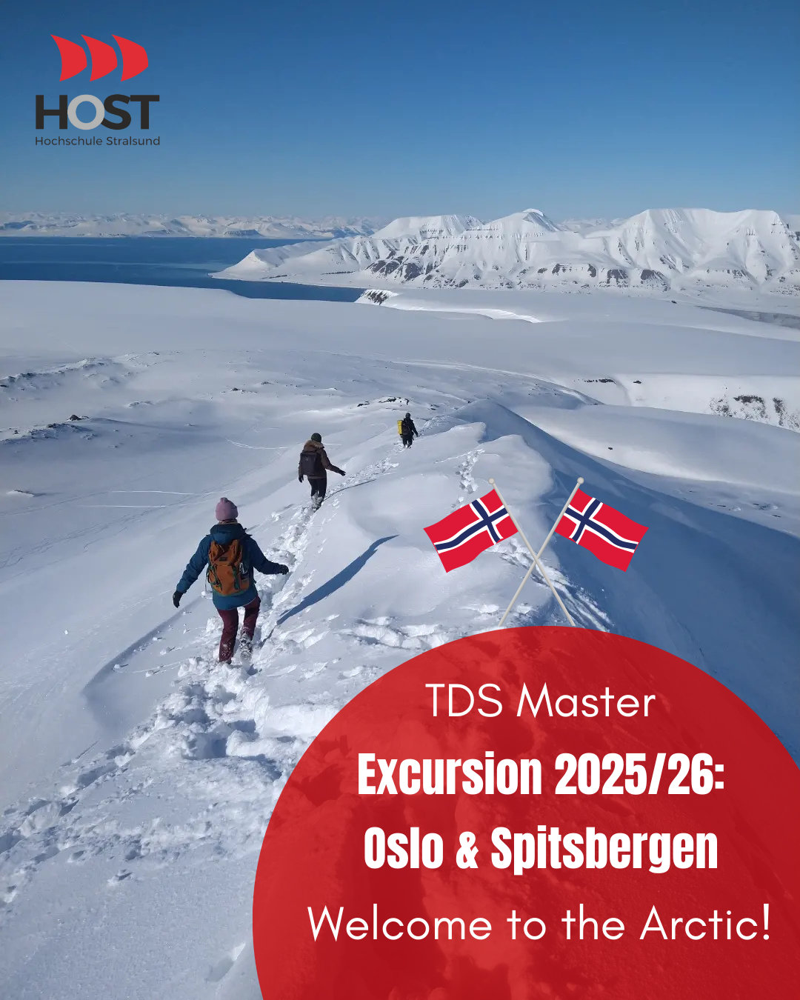 HOST
Hochschule Stralsund
TDS Master
Excursion 2025/26:
Oslo & Spitsbergen
Welcome to the Arctic!